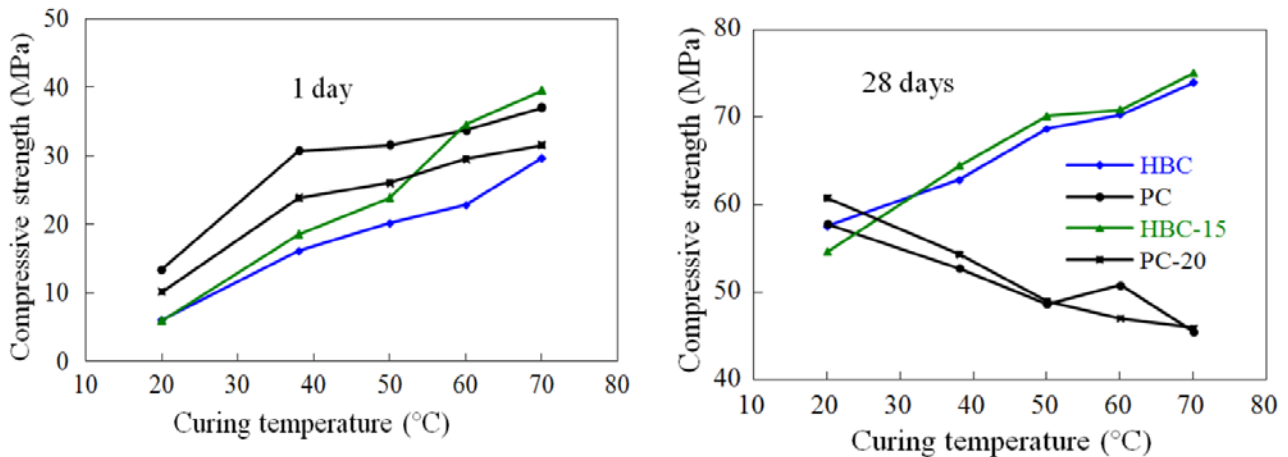 Compressive strength (MPa)
50
40
30
20
10
0
1 day
10 20 30 40 50 60 70 80
Curing temperature (°C)
Compressive strength (MPa)
80
70
60
50
40
28 days
HBC
PC
HBC-15
PC-20
10 20 30 40 50 60 70 80
Curing temperature (°C)